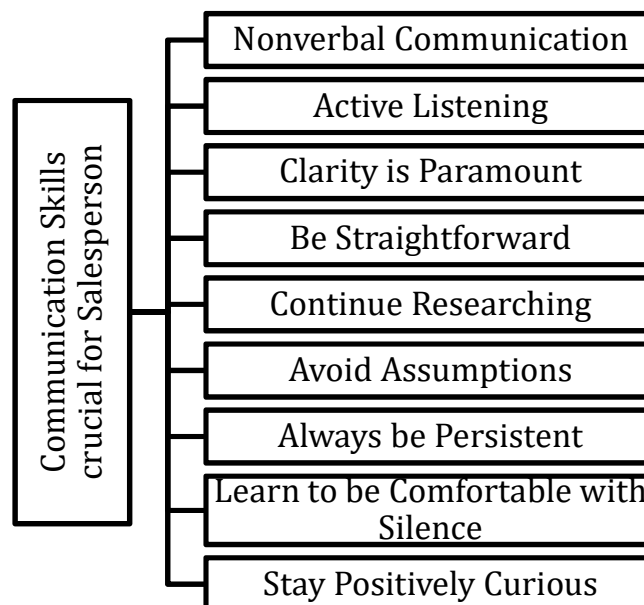 Communication Skills
crucial for Salesperson
Nonverbal Communication
Active Listening
Clarity is Paramount
Be Straightforward
Continue Researching
Avoid Assumptions
Always be Persistent
Learn to be Comfortable with
Silence
Stay Positively Curious